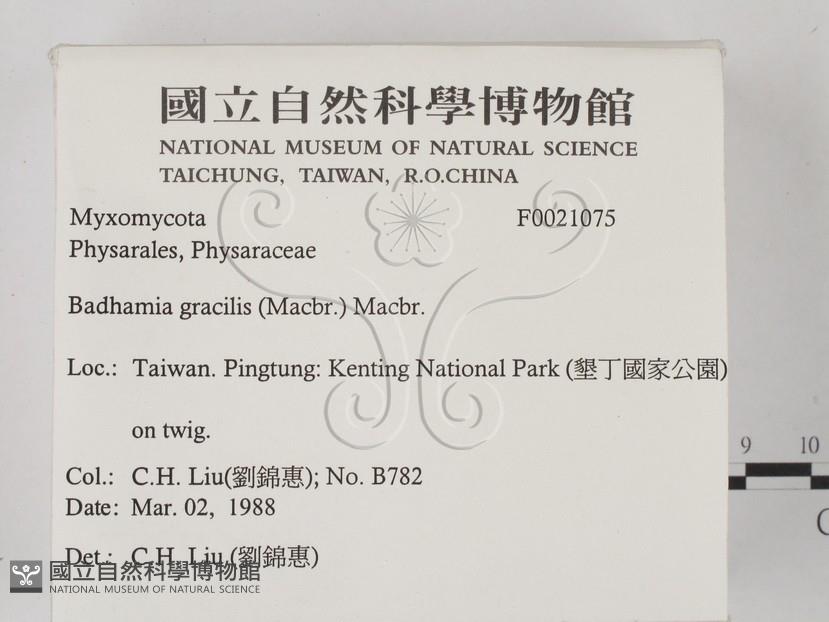 國立自然科學博物館
NATIONAL MUSEUM OF NATURAL SCIENCE
TAICHUNG, TAIWAN, R.O.CHINA
Myxomycota F0021075
Physarales, Physaraceae
Badhamia gracilis (Macbr.) Macbr.
Loc.: Taiwan. Pingtung: Kenting National Park (墾丁國家公園)
on twig.
Col.: C.H. Liu(劉錦惠); No. B782
Date: Mar. 02, 1988
Det.: C.H. Liu (劉錦惠)
9 10
國立自然科學博物館
NATIONAL MUSEUM OF NATURAL SCIENCE